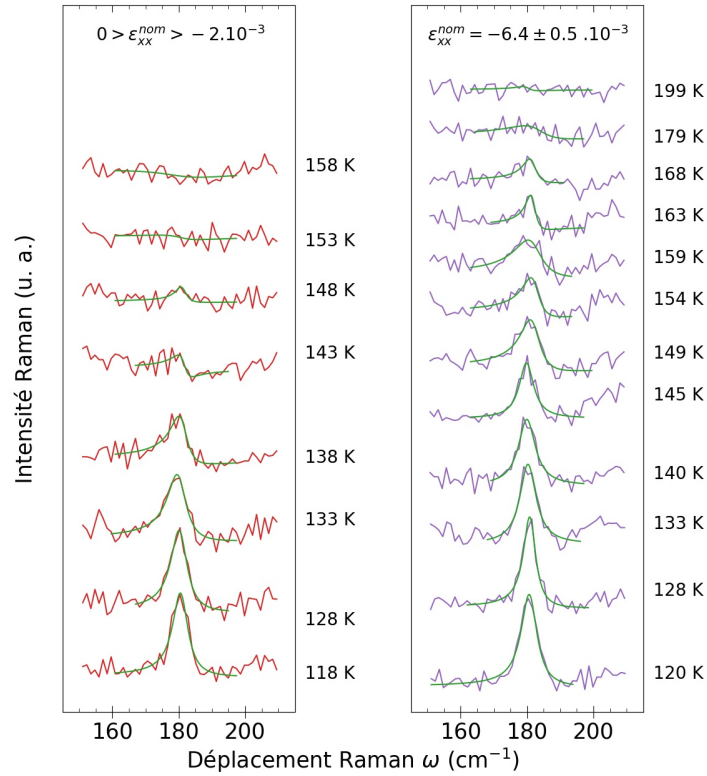 0 > ε_xx^nom > −2.10⁻³
ε_xx^nom = −6.4 ± 0.5 .10⁻³
Intensité Raman (u. a.)
158 K
153 K
148 K
143 K
138 K
133 K
128 K
118 K
199 K
179 K
168 K
163 K
159 K
154 K
149 K
145 K
140 K
133 K
128 K
120 K
160 180 200
160 180 200
Déplacement Raman ω (cm⁻¹)